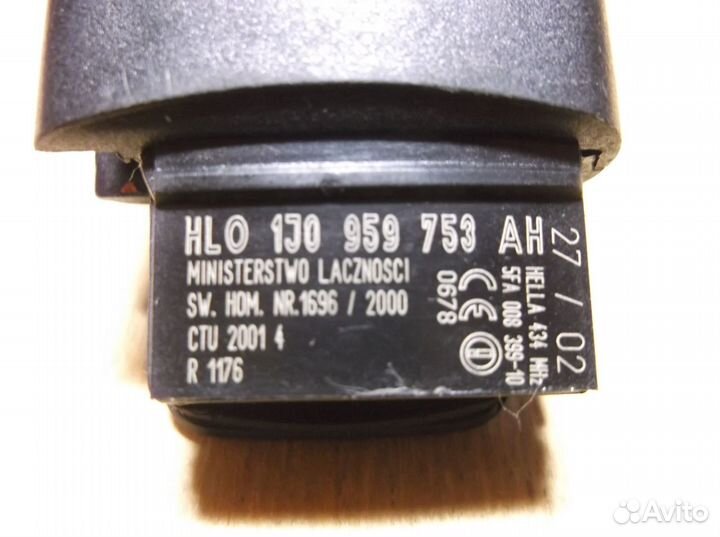 HLO 1J0 959 753 AH
MINISTERSTWO LACZNOSCI
SW. HOM. NR.1696 / 2000
CTU 2001 4
R 1176
CE 0678
HELLA 434 MHz
5FA 008 399-10
27 / 02
Avito